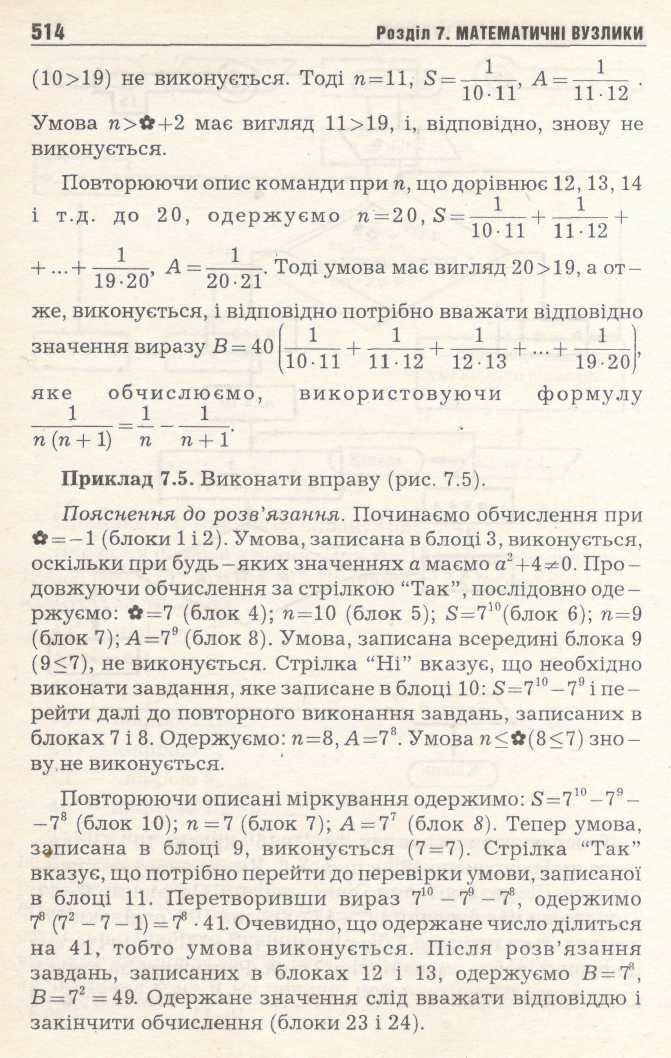 514 Розділ 7. МАТЕМАТИЧНІ ВУЗЛИКИ
(10>19) не виконується. Тоді n=11, S=1/(10·11), A=1/(11·12).
Умова n>✿+2 має вигляд 11>19, і, відповідно, знову не
виконується.
Повторюючи опис команди при n, що дорівнює 12, 13, 14
і т.д. до 20, одержуємо n=20, S=1/(10·11)+1/(11·12)+
+...+1/(19·20), A=1/(20·21). Тоді умова має вигляд 20>19, а от–
же, виконується, і відповідно потрібно вважати відповідно
значення виразу B=40(1/(10·11)+1/(11·12)+1/(12·13)+...+1/(19·20)),
яке обчислюємо, використовуючи формулу
1/(n(n+1))=1/n−1/(n+1).
Приклад 7.5. Виконати вправу (рис. 7.5).
Пояснення до розв’язання. Починаємо обчислення при
✿=−1 (блоки 1 і 2). Умова, записана в блоці 3, виконується,
оскільки при будь–яких значеннях a маємо a²+4≠0. Про–
довжуючи обчислення за стрілкою “Так”, послідовно оде–
ржуємо: ✿=7 (блок 4); n=10 (блок 5); S=7¹⁰(блок 6); n=9
(блок 7); A=7⁹ (блок 8). Умова, записана всередині блока 9
(9≤7), не виконується. Стрілка “Ні” вказує, що необхідно
виконати завдання, яке записане в блоці 10: S=7¹⁰−7⁹ і пе–
рейти далі до повторного виконання завдань, записаних в
блоках 7 і 8. Одержуємо: n=8, A=7⁸. Умова n≤✿(8≤7) зно–
ву не виконується.
Повторюючи описані міркування одержимо: S=7¹⁰−7⁹−
−7⁸ (блок 10); n=7 (блок 7); A=7⁷ (блок 8). Тепер умова,
записана в блоці 9, виконується (7=7). Стрілка “Так”
вказує, що потрібно перейти до перевірки умови, записаної
в блоці 11. Перетворивши вираз 7¹⁰−7⁹−7⁸, одержимо
7⁸(7²−7−1)=7⁸·41. Очевидно, що одержане число ділиться
на 41, тобто умова виконується. Після розв’язання
завдань, записаних в блоках 12 і 13, одержуємо B=7⁸,
B=7²=49. Одержане значення слід вважати відповіддю і
закінчити обчислення (блоки 23 і 24).